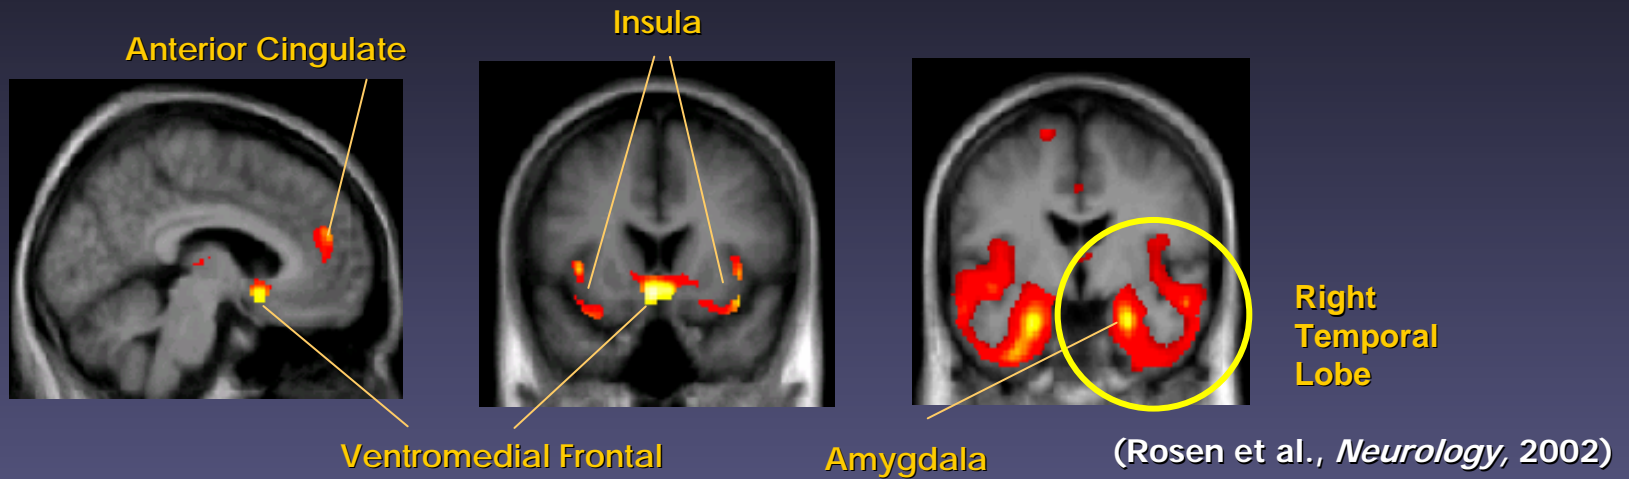 Insula
Anterior Cingulate
Right
Temporal
Lobe
Ventromedial Frontal
Amygdala
(Rosen et al., Neurology, 2002)